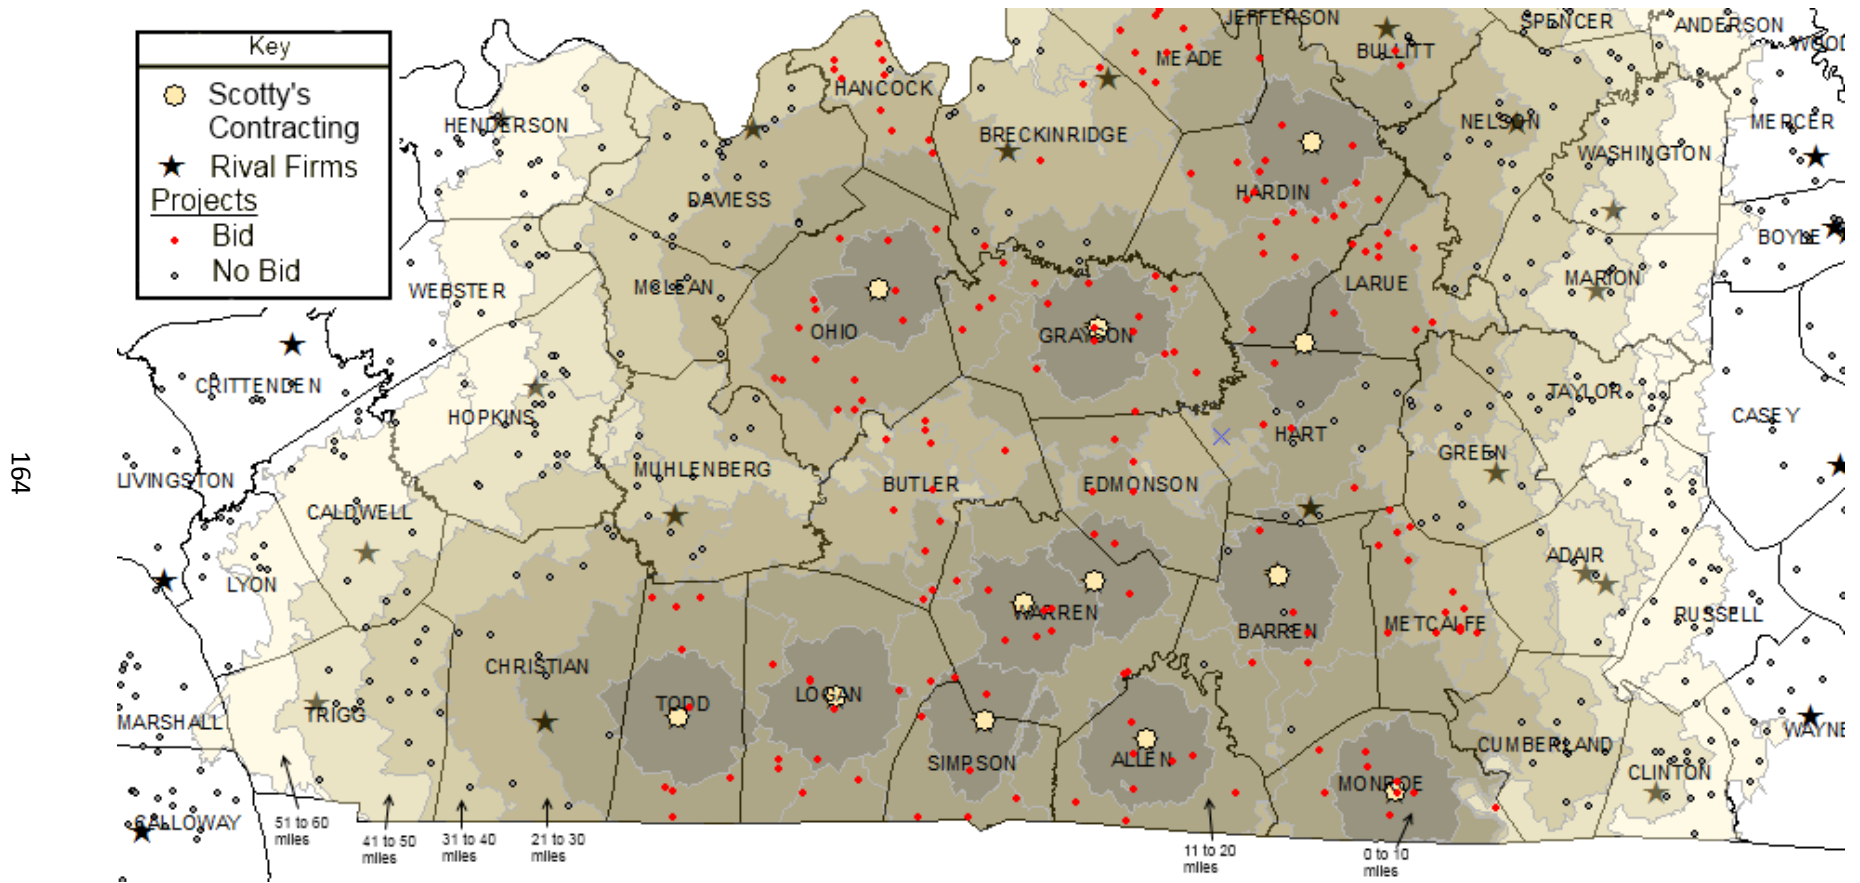 Key
Scotty's
Contracting
Rival Firms
Projects
Bid
No Bid
JEFFERSON
SPENCER
ANDERSON
BULLITT
MEADE
HANCOCK
HENDERSON
BRECKINRIDGE
NELSON
MERCER
WASHINGTON
HARDIN
DAVIESS
BOYLE
MARION
LARUE
MCLEAN
WEBSTER
OHIO
GRAYSON
CRITTENDEN
TAYLOR
HOPKINS
CASEY
HART
GREEN
164
LIVINGSTON
MUHLENBERG
BUTLER
EDMONSON
CALDWELL
ADAIR
LYON
WARREN
BARREN
METCALFE
RUSSELL
CHRISTIAN
TODD
LOGAN
TRIGG
MARSHALL
WAYNE
CUMBERLAND
SIMPSON
ALLEN
MONROE
CLINTON
CALLOWAY
51 to 60
miles
41 to 50
miles
31 to 40
miles
21 to 30
miles
11 to 20
miles
0 to 10
miles